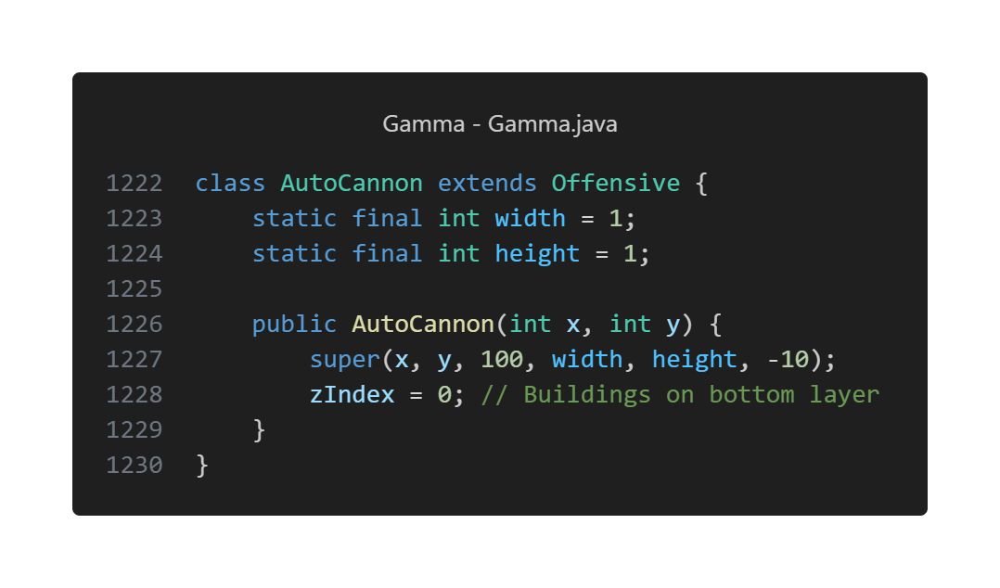 Gamma - Gamma.java
1222 class AutoCannon extends Offensive {
1223     static final int width = 1;
1224     static final int height = 1;
1225
1226     public AutoCannon(int x, int y) {
1227         super(x, y, 100, width, height, -10);
1228         zIndex = 0; // Buildings on bottom layer
1229     }
1230 }